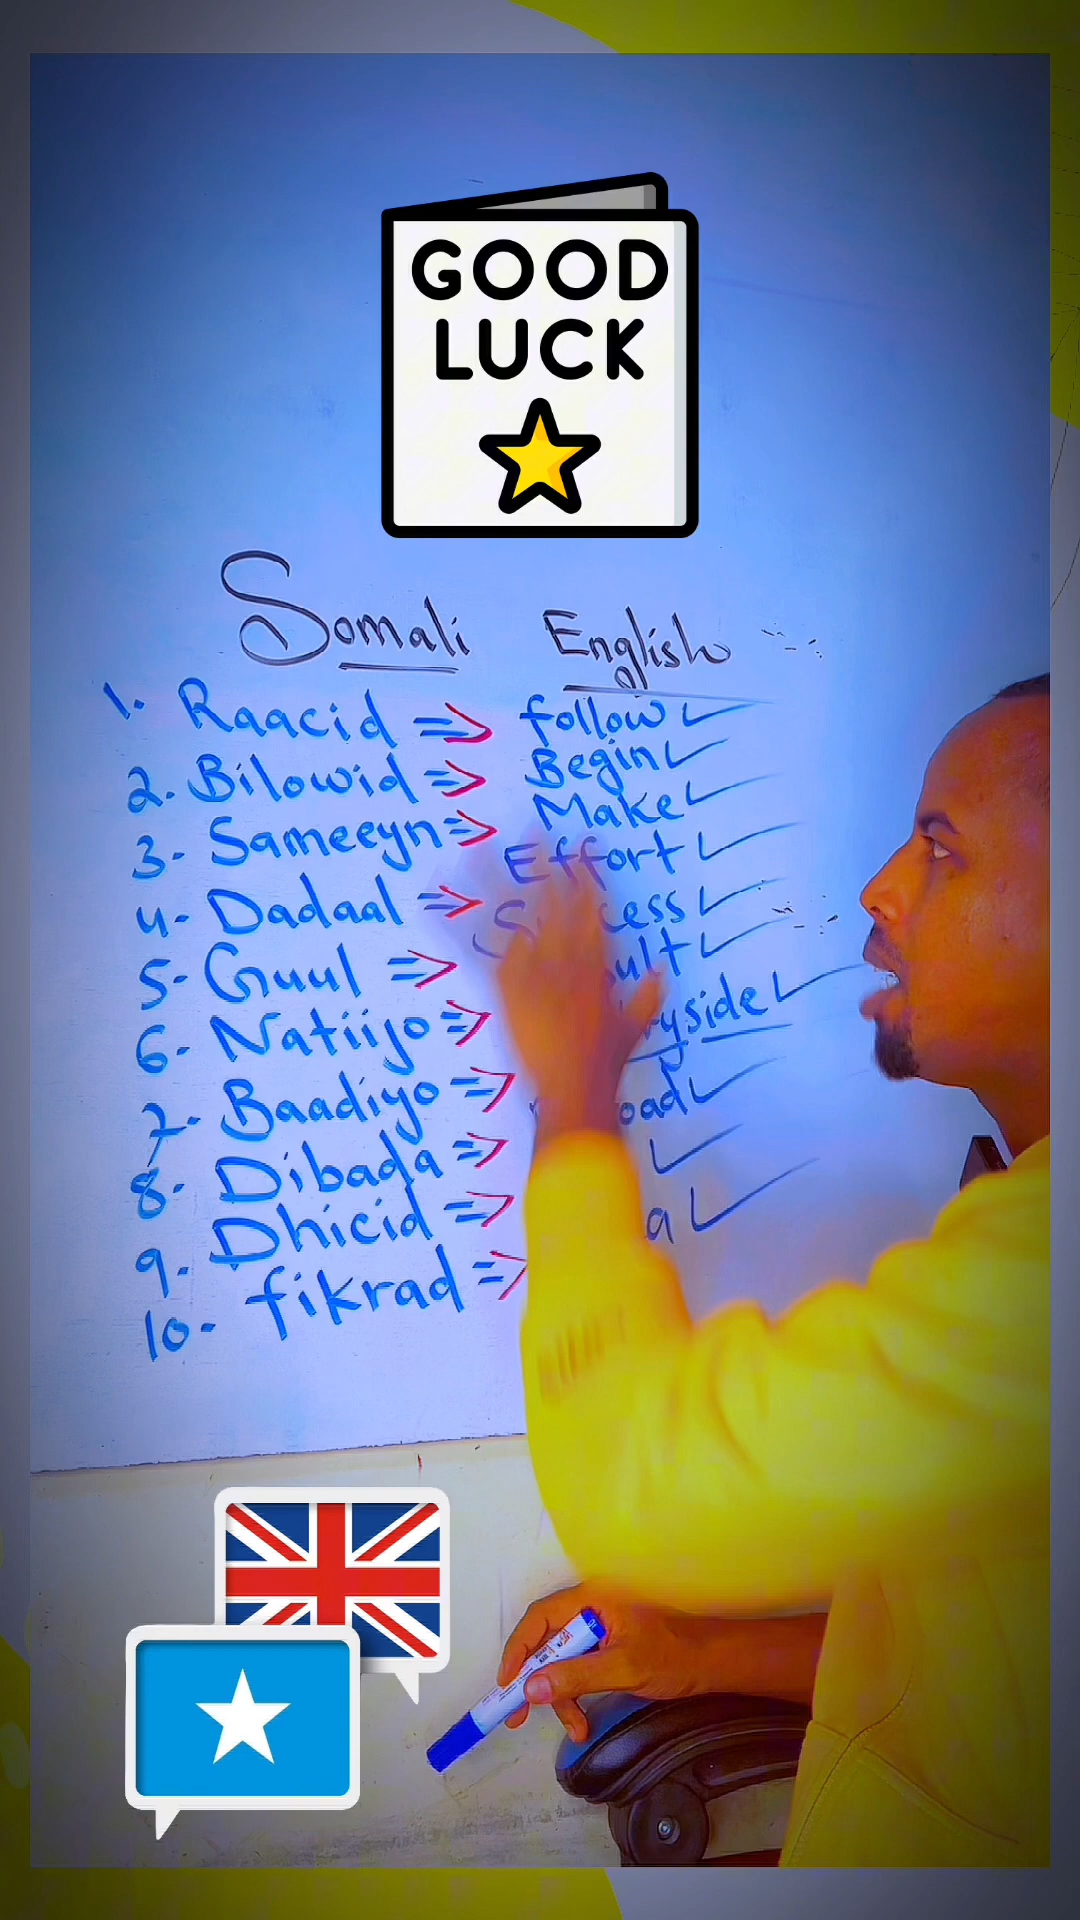 GOOD
LUCK
Somali English
1. Raacid => follow
2. Bilowid => Begin
3- Sameeyn => Make
4- Dadaal => Effort
5- Guul =>
6- Natiijo =>
7- Baadiyo =>
8- Dibada =>
9. Dhicid =>
10- fikrad =>